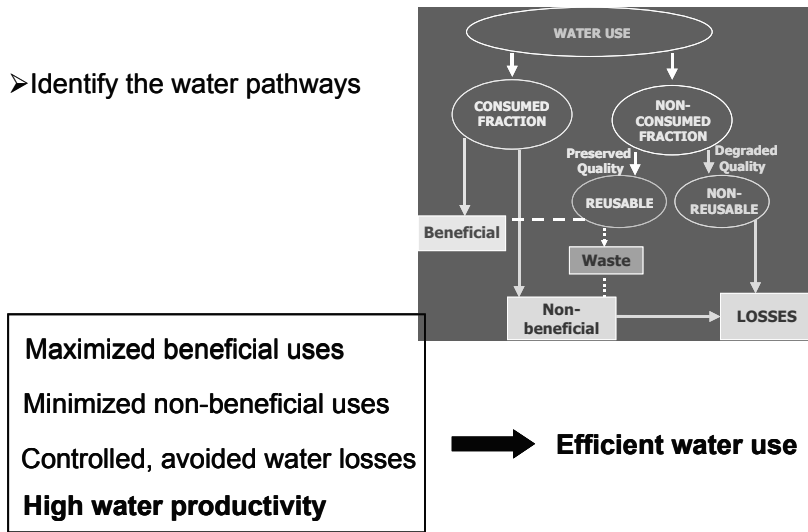 ➢Identify the water pathways
WATER USE
CONSUMED
FRACTION
NON-
CONSUMED
FRACTION
Preserved
Quality
Degraded
Quality
REUSABLE
NON-
REUSABLE
Beneficial
Waste
Non-
beneficial
LOSSES
Maximized beneficial uses
Minimized non-beneficial uses
Controlled, avoided water losses
High water productivity
Efficient water use